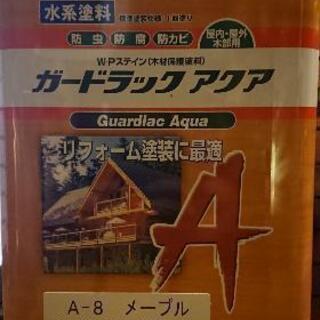 水系塗料
防虫 防腐 防カビ
屋内・屋外
木部用
W・Pステイン(木材保護塗料)
ガードラック アクア
Guardlac Aqua
リフォーム塗装に最適
A
A-8 メープル